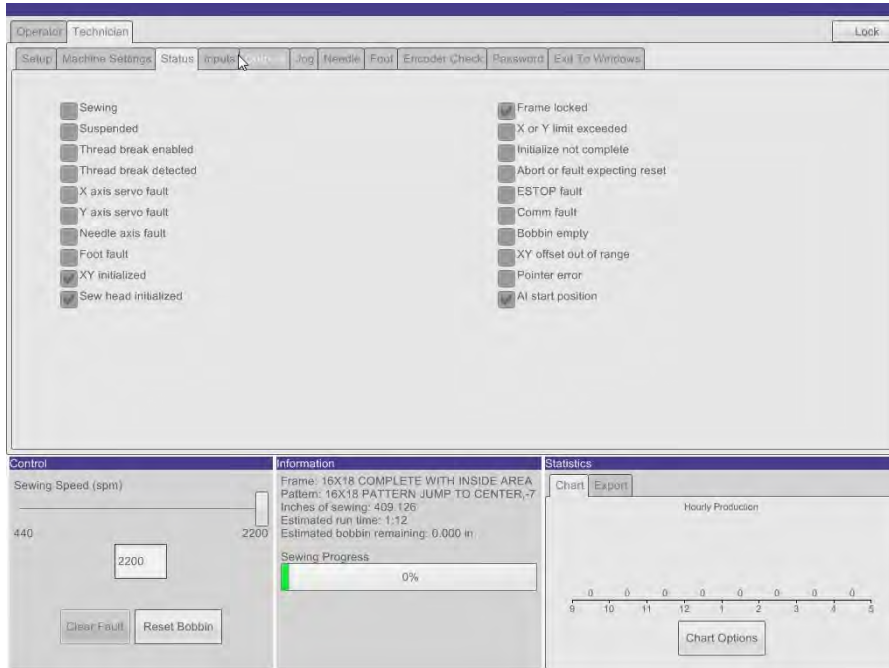 Operator Technician Lock
Setup Machine Settings Status Inputs Jog Needle Foot Encoder Check Password Exit To Windows
Sewing
Suspended
Thread break enabled
Thread break detected
X axis servo fault
Y axis servo fault
Needle axis fault
Foot fault
XY initialized
Sew head initialized
Frame locked
X or Y limit exceeded
Initialize not complete
Abort or fault expecting reset
ESTOP fault
Comm fault
Bobbin empty
XY offset out of range
Pointer error
AI start position
Control
Sewing Speed (spm)
440 2200
2200
Clear Fault Reset Bobbin
Information
Frame: 16X18 COMPLETE WITH INSIDE AREA
Pattern: 16X18 PATTERN JUMP TO CENTER,-7
Inches of sewing: 409.126
Estimated run time: 1:12
Estimated bobbin remaining: 0.000 in
Sewing Progress
0%
Statistics
Chart Export
Hourly Production
0 0 0 0 0 0 0 0
9 10 11 12 1 2 3 4 5
Chart Options